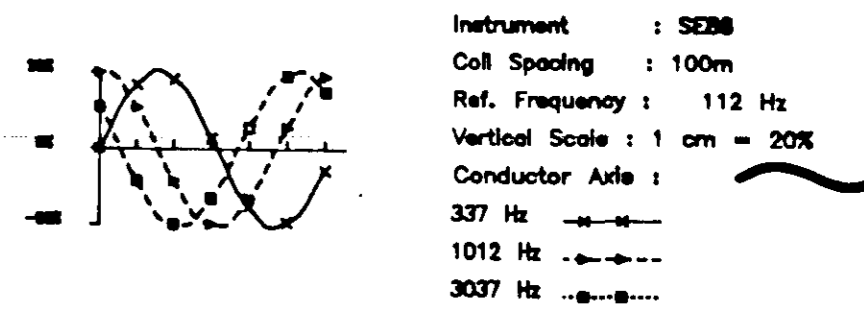 Instrument : SE88
Coil Spacing : 100m
Ref. Frequency : 112 Hz
Vertical Scale : 1 cm = 20%
Conductor Axis :
337 Hz
1012 Hz
3037 Hz